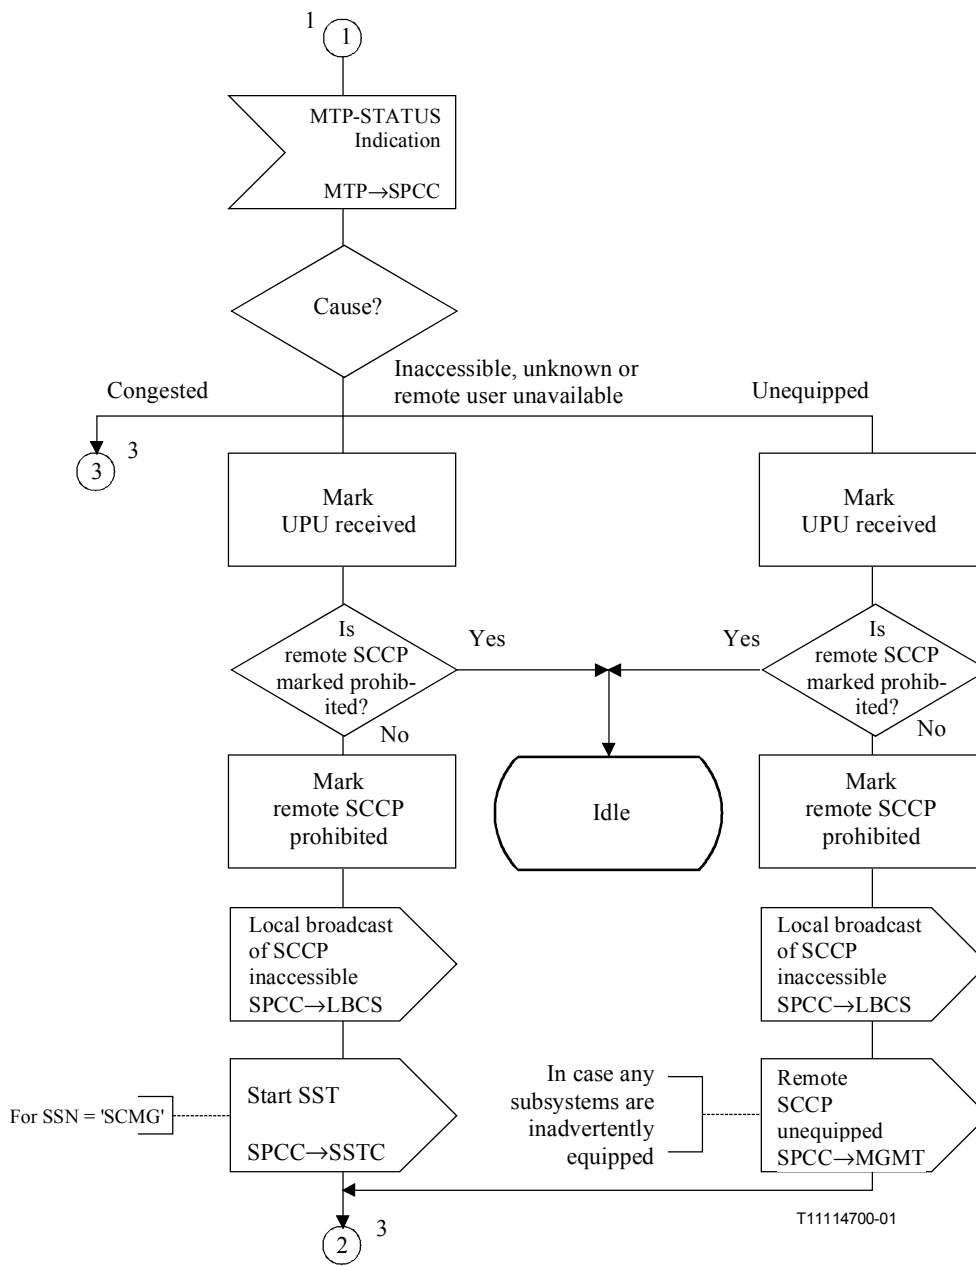 1
1
MTP-STATUS
Indication
MTP→SPCC
Cause?
Congested
Inaccessible, unknown or
remote user unavailable
Unequipped
3
3
Mark
UPU received
Mark
UPU received
Is
remote SCCP
marked prohib-
ited?
Yes
Yes
Is
remote SCCP
marked prohib-
ited?
No
No
Mark
remote SCCP
prohibited
Idle
Mark
remote SCCP
prohibited
Local broadcast
of SCCP
inaccessible
SPCC→LBCS
Local broadcast
of SCCP
inaccessible
SPCC→LBCS
For SSN = 'SCMG'
Start SST
SPCC→SSTC
In case any
subsystems are
inadvertently
equipped
Remote
SCCP
unequipped
SPCC→MGMT
3
2
T11114700-01